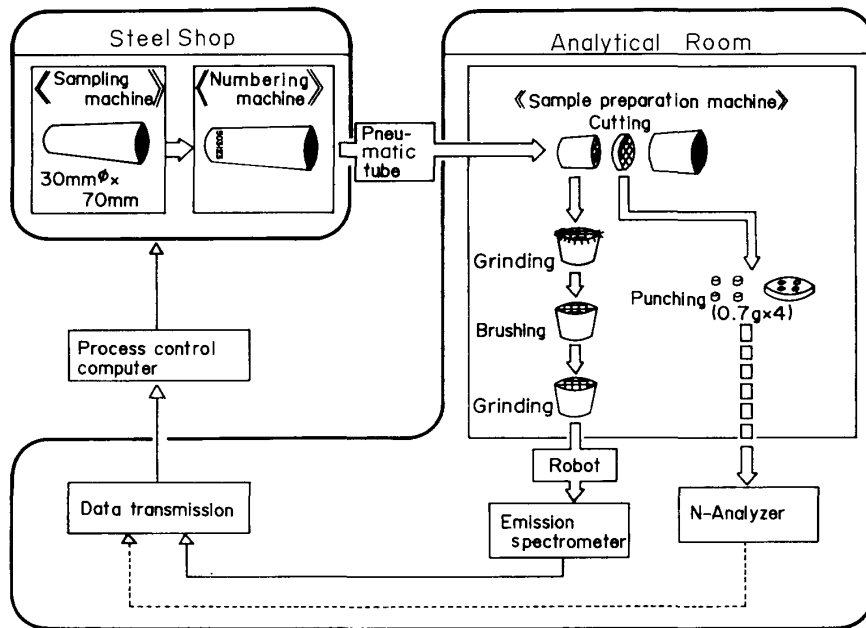 Steel Shop
《Sampling
machine》
30mmφ×
70mm
《Numbering
machine》
Pneu-
matic
tube
Analytical Room
《Sample preparation machine》
Cutting
Grinding
Brushing
Grinding
Punching
(0.7g×4)
Robot
Emission
spectrometer
N-Analyzer
Data transmission
Process control
computer